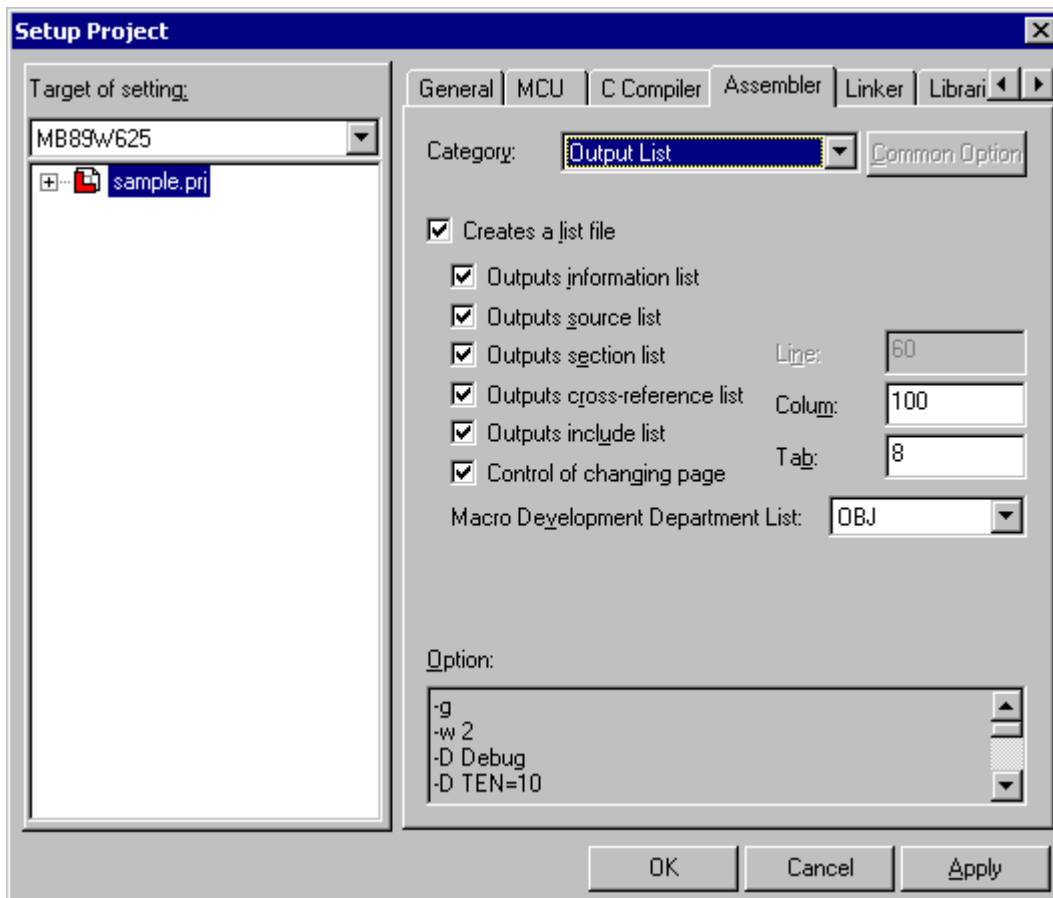 Setup Project
Target of setting:
MB89W625
sample.prj
General MCU C Compiler Assembler Linker Librari
Category: Output List Common Option
Creates a list file
Outputs information list
Outputs source list
Outputs section list Line: 60
Outputs cross-reference list Colum: 100
Outputs include list
Tab: 8
Control of changing page
Macro Development Department List: OBJ
Option:
-g
-w 2
-D Debug
-D TEN=10
OK Cancel Apply